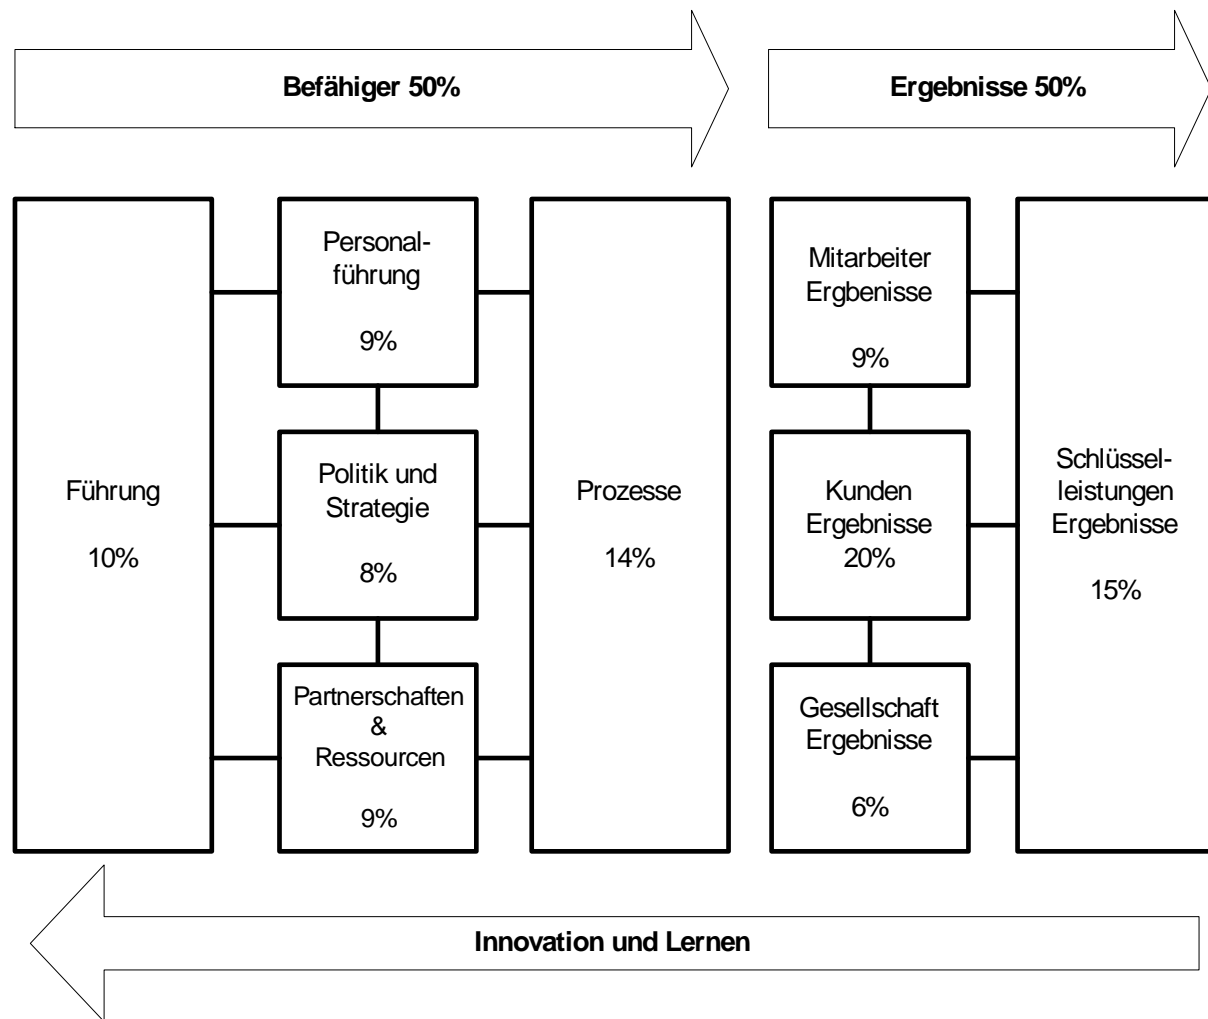 Befähiger 50%
Ergebnisse 50%
Führung
10%
Personal-
führung
9%
Politik und
Strategie
8%
Partnerschaften
&
Ressourcen
9%
Prozesse
14%
Mitarbeiter
Ergbenisse
9%
Kunden
Ergebnisse
20%
Gesellschaft
Ergebnisse
6%
Schlüssel-
leistungen
Ergebnisse
15%
Innovation und Lernen